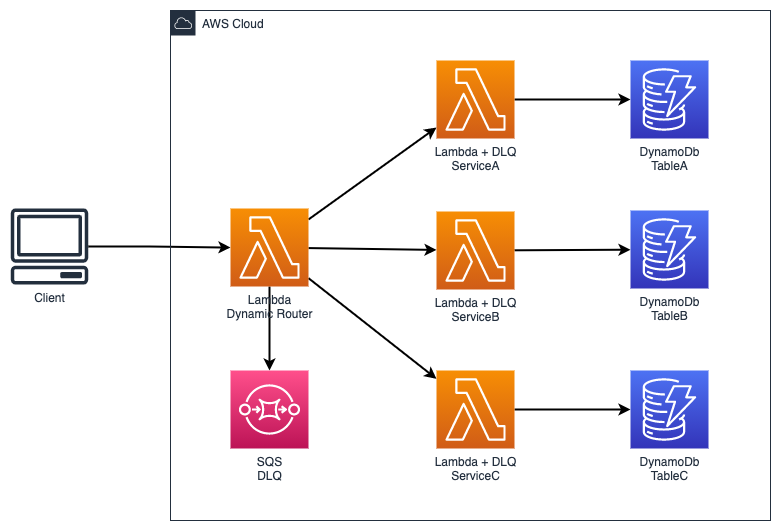 AWS Cloud
Lambda + DLQ
ServiceA
DynamoDb
TableA
Client
Lambda
Dynamic Router
Lambda + DLQ
ServiceB
DynamoDb
TableB
SQS
DLQ
Lambda + DLQ
ServiceC
DynamoDb
TableC